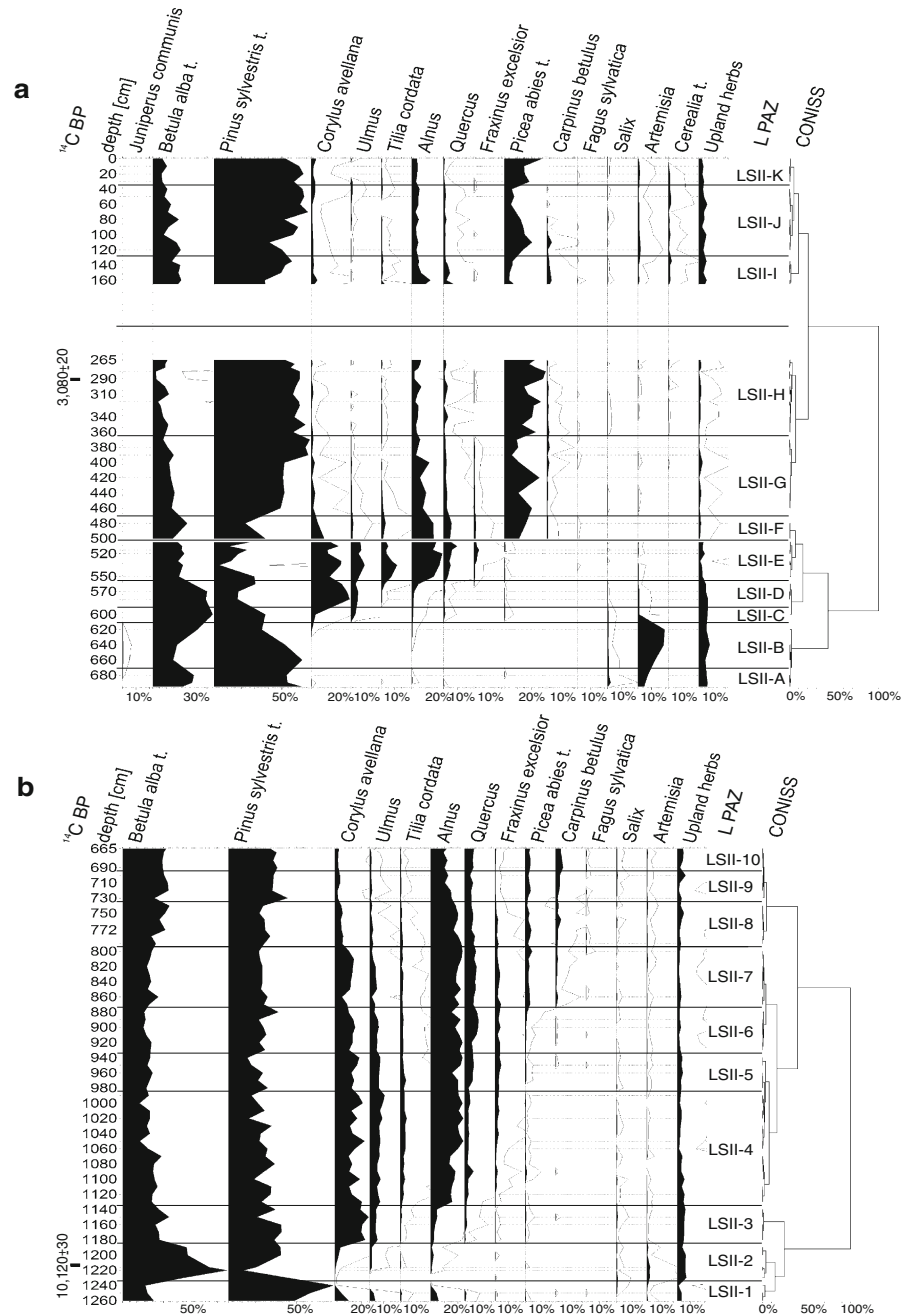 a
¹⁴C BP
depth [cm]
Juniperus communis
Betula alba t.
Pinus sylvestris t.
Corylus avellana
Ulmus
Tilia cordata
Alnus
Quercus
Fraxinus excelsior
Picea abies t.
Carpinus betulus
Fagus sylvatica
Salix
Artemisia
Cerealia t.
Upland herbs
L PAZ
CONISS
0
20
40
60
80
100
120
140
160
265
290
310
340
360
380
400
420
440
460
480
500
520
550
570
600
620
640
660
680
3,080±20
LSII-K
LSII-J
LSII-I
LSII-H
LSII-G
LSII-F
LSII-E
LSII-D
LSII-C
LSII-B
LSII-A
10% 30% 50% 20% 10% 10% 20% 10% 10% 10% 10% 10% 10% 10% 10% 10% 10% 0% 50% 100%
b
¹⁴C BP
depth [cm]
Betula alba t.
Pinus sylvestris t.
Corylus avellana
Ulmus
Tilia cordata
Alnus
Quercus
Fraxinus excelsior
Picea abies t.
Carpinus betulus
Fagus sylvatica
Salix
Artemisia
Upland herbs
L PAZ
CONISS
665
690
710
730
750
772
800
820
840
860
880
900
920
940
960
980
1000
1020
1040
1060
1080
1100
1120
1140
1160
1180
1200
1220
1240
1260
10,120±30
LSII-10
LSII-9
LSII-8
LSII-7
LSII-6
LSII-5
LSII-4
LSII-3
LSII-2
LSII-1
50% 50% 20% 10% 10% 20% 10% 10% 10% 10% 10% 10% 10% 10% 0% 50% 100%